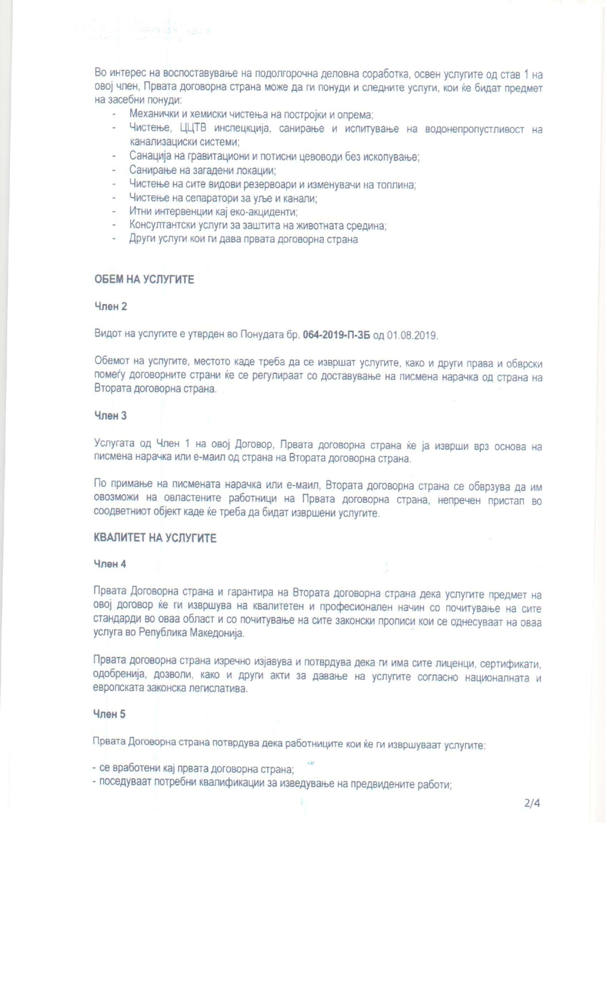 Во интерес на воспоставување на подолгорочна деловна соработка, освен услугите од став 1 на
овој член, Првата договорна страна може да ги понуди и следните услуги, кои ќе бидат предмет
на засебни понуди:
- Механички и хемиски чистења на постројки и опрема;
- Чистење, ЦЦТВ инспецкција, санирање и испитување на водонепропустливост на
канализациски системи;
- Санација на гравитациони и потисни цевоводи без ископување;
- Санирање на загадени локации;
- Чистење на сите видови резервоари и изменувачи на топлина;
- Чистење на сепаратори за уље и канали;
- Итни интервенции кај еко-акциденти;
- Консултантски услуги за заштита на животната средина;
- Други услуги кои ги дава првата договорна страна
ОБЕМ НА УСЛУГИТЕ
Член 2
Видот на услугите е утврден во Понудата бр. 064-2019-П-ЗБ од 01.08.2019.
Обемот на услугите, местото каде треба да се извршат услугите, како и други права и обврски
помеѓу договорните страни ќе се регулираат со доставување на писмена нарачка од страна на
Втората договорна страна.
Член 3
Услугата од Член 1 на овој Договор, Првата договорна страна ќе ја изврши врз основа на
писмена нарачка или е-маил од страна на Втората договорна страна.
По примање на писмената нарачка или е-маил, Втората договорна страна се обврзува да им
овозможи на овластените работници на Првата договорна страна, непречен пристап во
соодветниот објект каде ќе треба да бидат извршени услугите.
КВАЛИТЕТ НА УСЛУГИТЕ
Член 4
Првата Договорна страна и гарантира на Втората договорна страна дека услугите предмет на
овој договор ќе ги извршува на квалитетен и професионален начин со почитување на сите
стандарди во оваа област и со почитување на сите законски прописи кои се однесуваат на оваа
услуга во Република Македонија.
Првата договорна страна изречно изјавува и потврдува дека ги има сите лиценци, сертификати,
одобренија, дозволи, како и други акти за давање на услугите согласно националната и
европската законска легислатива.
Член 5
Првата Договорна страна потврдува дека работниците кои ќе ги извршуваат услугите:
- се вработени кај првата договорна страна;
- поседуваат потребни квалификации за изведување на предвидените работи;
2/4